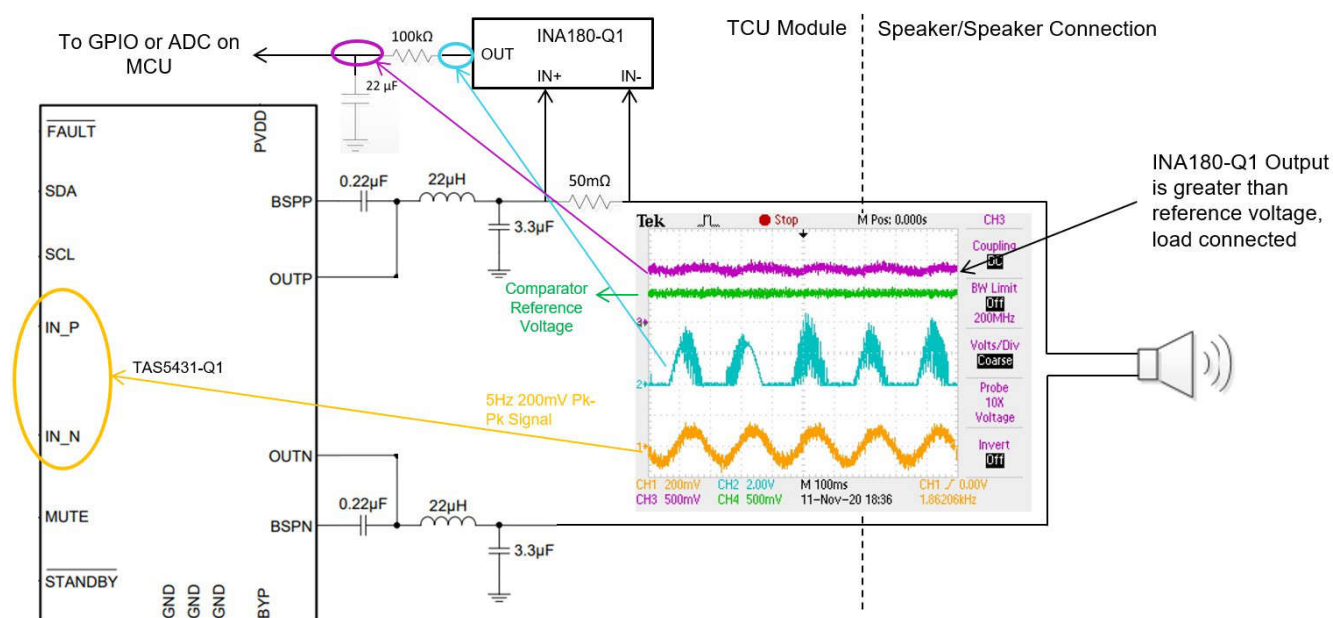 TCU Module
Speaker/Speaker Connection
To GPIO or ADC on
MCU
100kΩ
OUT
INA180-Q1
IN+
IN-
22 µF
FAULT
PVDD
SDA
SCL
IN_P
IN_N
MUTE
STANDBY
GND
GND
GND
BYP
BSPP
OUTP
OUTN
BSPN
0.22µF
22µH
3.3µF
50mΩ
0.22µF
22µH
3.3µF
TAS5431-Q1
Comparator
Reference
Voltage
5Hz 200mV Pk-
Pk Signal
INA180-Q1 Output
is greater than
reference voltage,
load connected
Tek
Stop
M Pos: 0.000s
CH3
Coupling
DC
BW Limit
Off
200MHz
Volts/Div
Coarse
Probe
10X
Voltage
Invert
Off
3
2
1
CH1 200mV CH2 2.00V M 100ms CH1 0.00V
CH3 500mV CH4 500mV 11-Nov-20 18:36 1.86206kHz